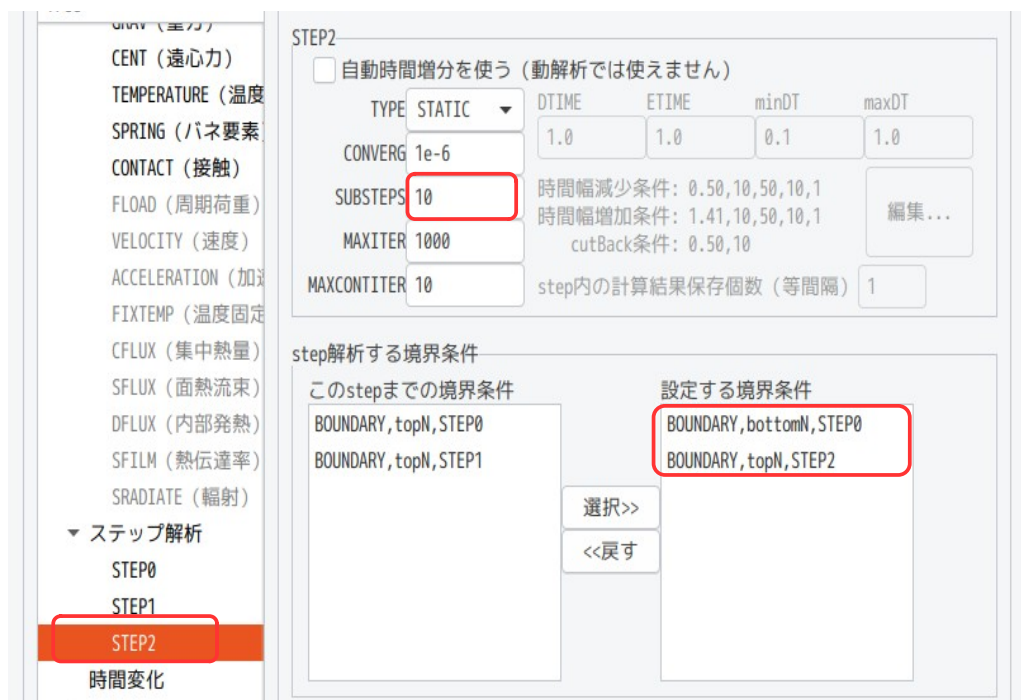 GRAV (重力)
CENT (遠心力)
TEMPERATURE (温度
SPRING (バネ要素)
CONTACT (接触)
FLOAD (周期荷重)
VELOCITY (速度)
ACCELERATION (加速
FIXTEMP (温度固定
CFLUX (集中熱量)
SFLUX (面熱流束)
DFLUX (内部発熱)
SFILM (熱伝達率)
SRADIATE (輻射)
ステップ解析
STEP0
STEP1
STEP2
時間変化
STEP2
自動時間増分を使う (動解析では使えません)
TYPE STATIC
CONVERG 1e-6
SUBSTEPS 10
MAXITER 1000
MAXCONTITER 10
DTIME ETIME minDT maxDT
1.0 1.0 0.1 1.0
時間幅減少条件: 0.50,10,50,10,1
時間幅増加条件: 1.41,10,50,10,1
cutBack条件: 0.50,10
編集...
step内の計算結果保存個数 (等間隔) 1
step解析する境界条件
このstepまでの境界条件
BOUNDARY,topN,STEP0
BOUNDARY,topN,STEP1
選択>>
<<戻す
設定する境界条件
BOUNDARY,bottomN,STEP0
BOUNDARY,topN,STEP2